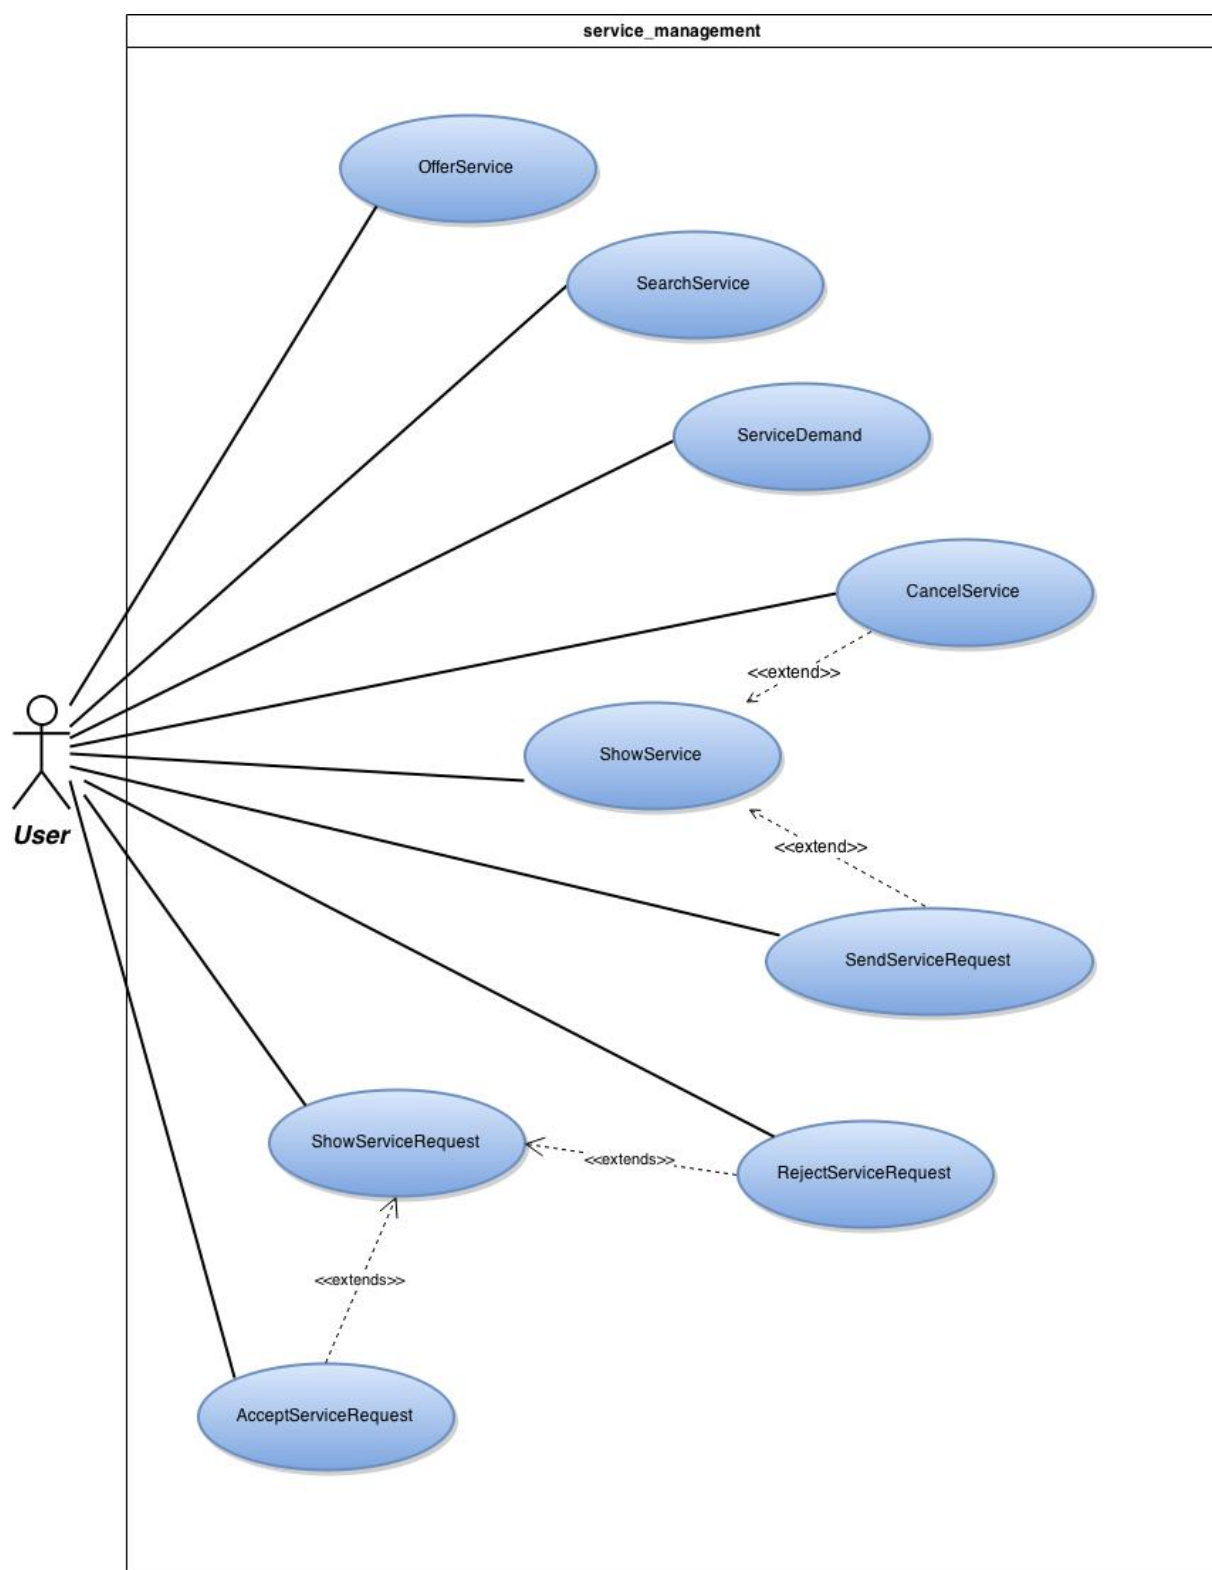 service_management
OfferService
SearchService
ServiceDemand
CancelService
<<extend>>
ShowService
User
<<extend>>
SendServiceRequest
ShowServiceRequest
<<extends>>
RejectServiceRequest
<<extends>>
AcceptServiceRequest